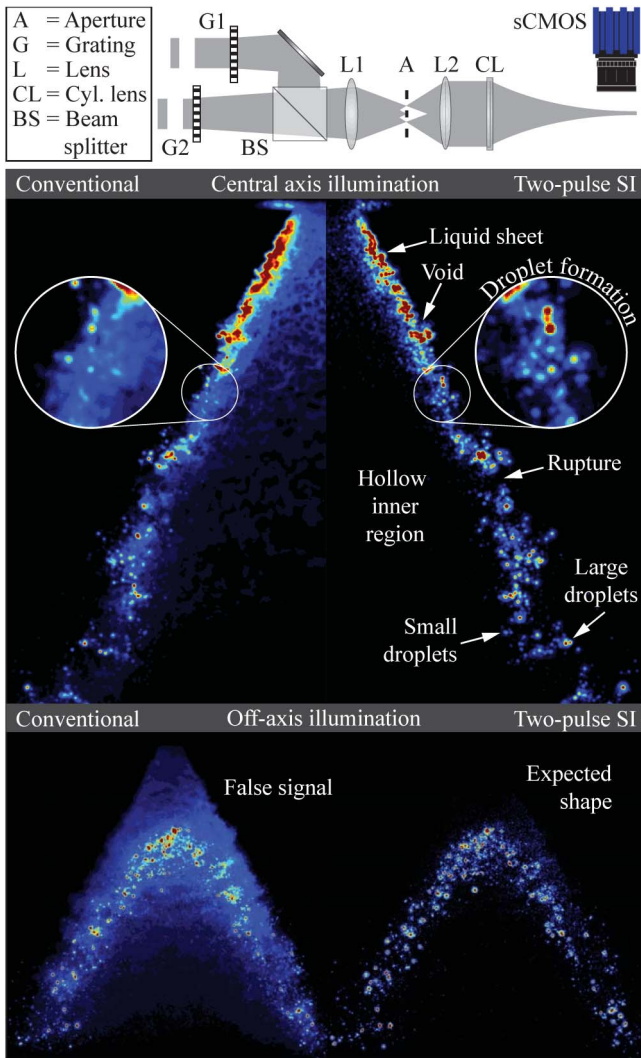 A = Aperture
G = Grating
L = Lens
CL = Cyl. lens
BS = Beam
splitter
G1
G2
BS
L1
A
L2
CL
sCMOS
Conventional
Central axis illumination
Two-pulse SI
Liquid sheet
Void
Droplet formation
Rupture
Hollow
inner
region
Large
droplets
Small
droplets
Conventional
Off-axis illumination
Two-pulse SI
False signal
Expected
shape